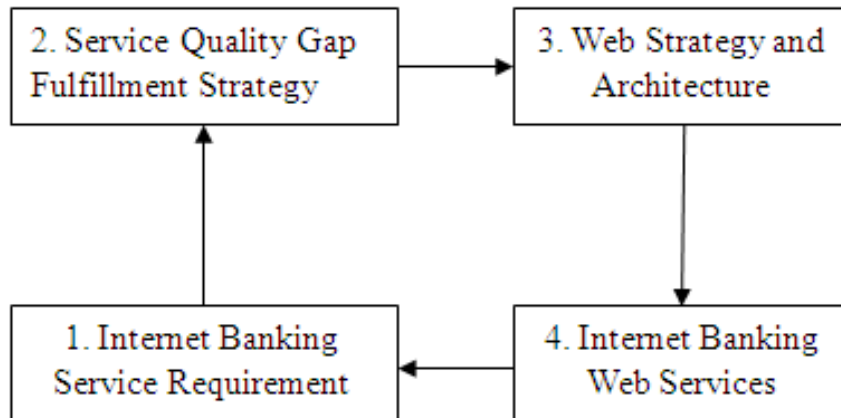 2. Service Quality Gap
Fulfillment Strategy
3. Web Strategy and
Architecture
1. Internet Banking
Service Requirement
4. Internet Banking
Web Services